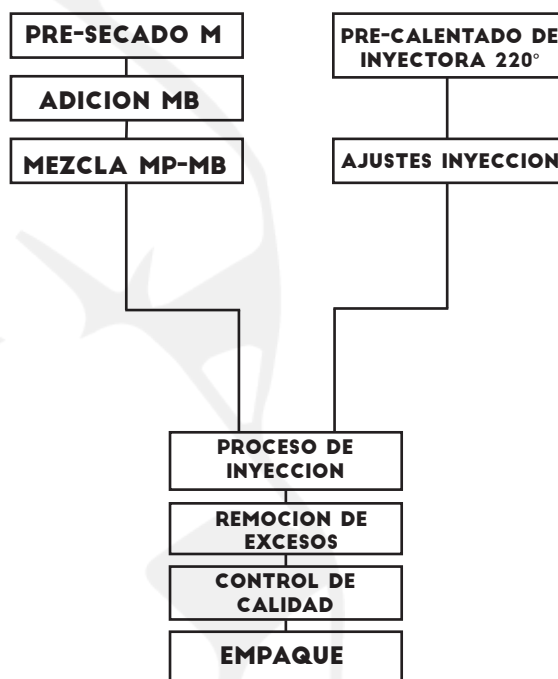 PRE-SECADO M
ADICION MB
MEZCLA MP-MB
PRE-CALENTADO DE
INYECTORA 220°
AJUSTES INYECCION
PROCESO DE
INYECCION
REMOCION DE
EXCESOS
CONTROL DE
CALIDAD
EMPAQUE